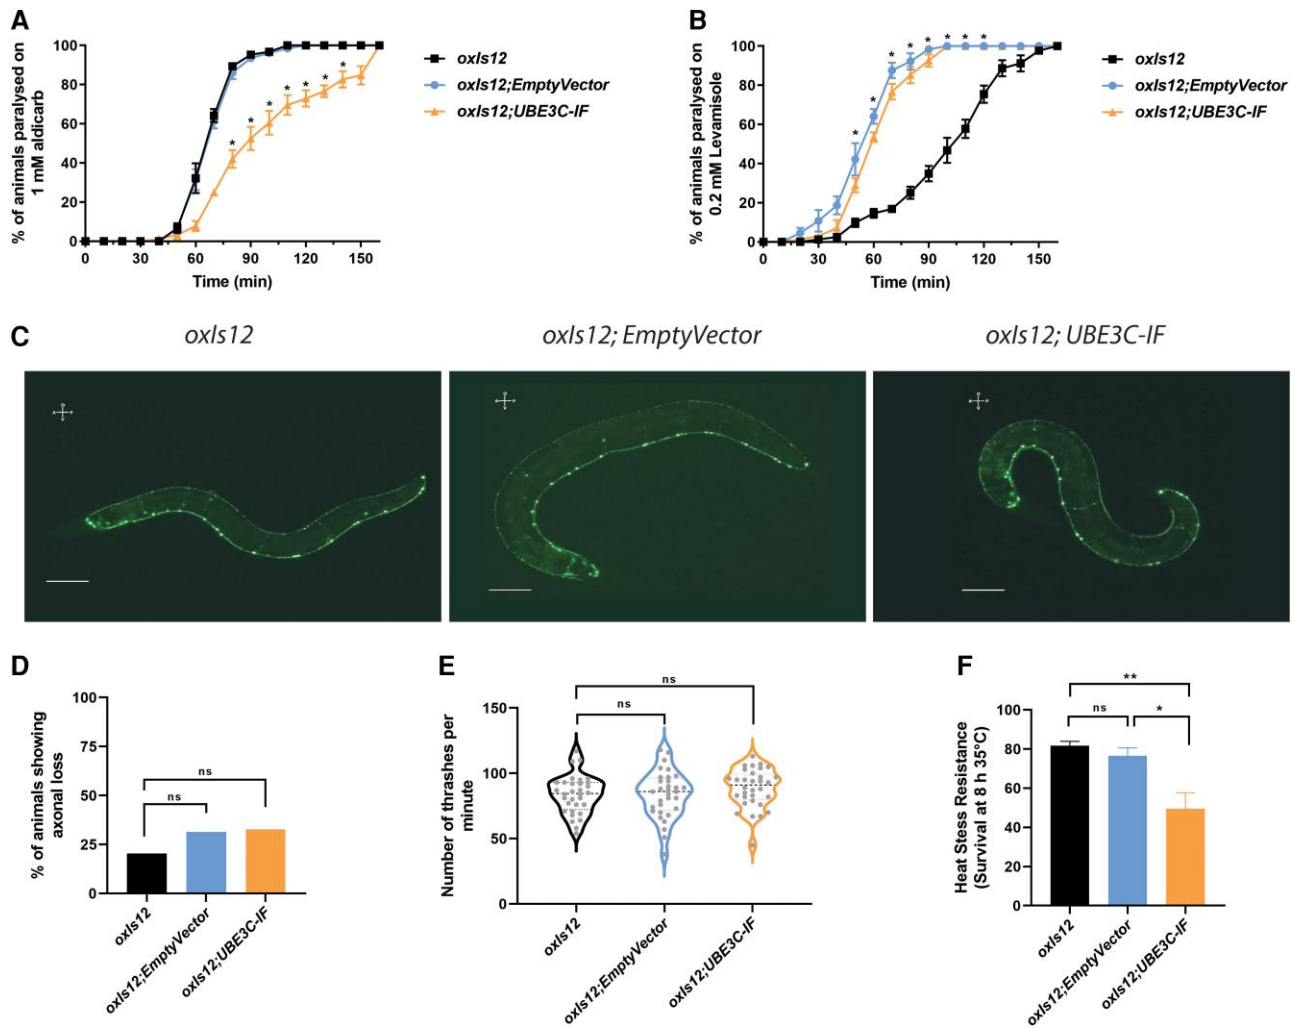 A
% of animals paralysed on
1 mM aldicarb
100
80
60
40
20
0
0 30 60 90 120 150
Time (min)
* * * * * * *
oxIs12
oxIs12;EmptyVector
oxIs12;UBE3C-IF
B
% of animals paralysed on
0.2 mM Levamisole
100
80
60
40
20
0
0 30 60 90 120 150
Time (min)
* * * * * * * *
oxIs12
oxIs12;EmptyVector
oxIs12;UBE3C-IF
C
oxIs12
oxIs12; EmptyVector
oxIs12; UBE3C-IF
D
% of animals showing
axonal loss
100
75
50
25
0
ns
ns
oxIs12
oxIs12;EmptyVector
oxIs12;UBE3C-IF
E
Number of thrashes per
minute
150
100
50
0
ns
ns
oxIs12
oxIs12;EmptyVector
oxIs12;UBE3C-IF
F
Heat Stess Resistance
(Survival at 8 h 35°C)
100
80
60
40
20
0
**
ns
*
oxIs12
oxIs12;EmptyVector
oxIs12;UBE3C-IF